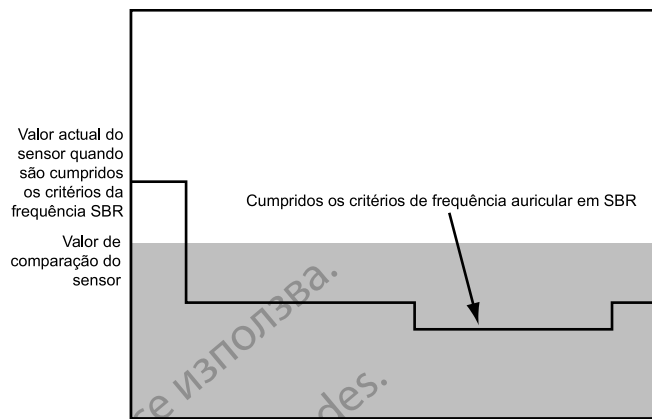 Valor actual do
sensor quando
são cumpridos
os critérios da
frequência SBR
Cumpridos os critérios de frequência auricular em SBR
Valor de
comparação do
sensor
се използва.
des.